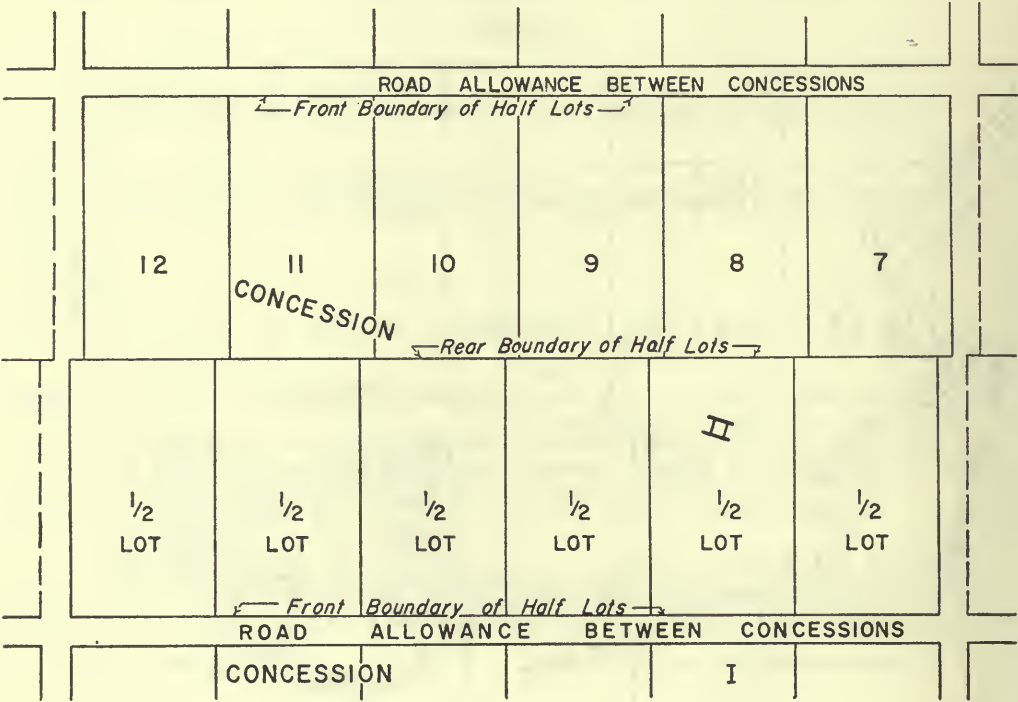 ROAD ALLOWANCE BETWEEN CONCESSIONS
Front Boundary of Half Lots
12 11 10 9 8 7
CONCESSION
Rear Boundary of Half Lots
II
1/2 1/2 1/2 1/2 1/2 1/2
LOT LOT LOT LOT LOT LOT
Front Boundary of Half Lots
ROAD ALLOWANCE BETWEEN CONCESSIONS
CONCESSION I